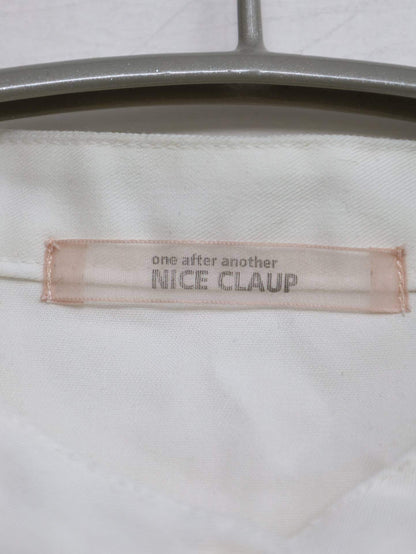 one after another
NICE CLAUP